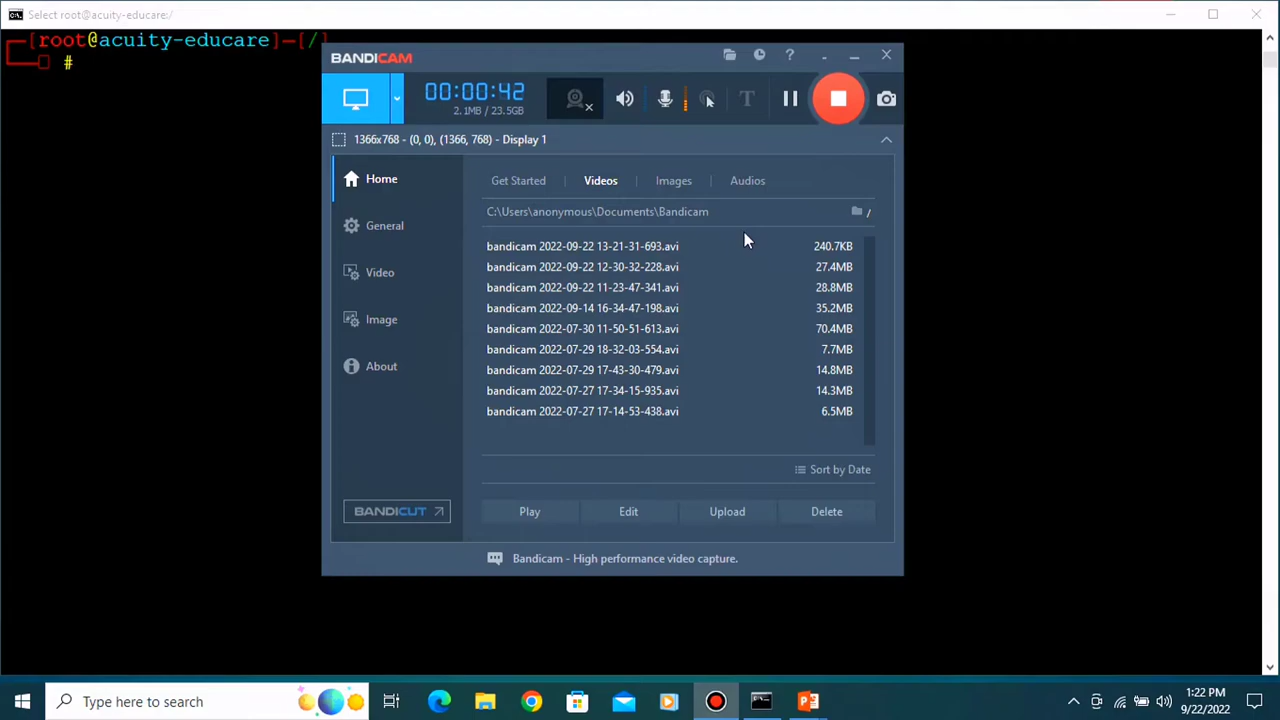 Select root@acuity-educare:/
[root@acuity-educare]-[/]
#
BANDICAM
?
00:00:42
2.1MB / 23.5GB
T
1366x768 - (0, 0), (1366, 768) - Display 1
Home
General
Video
Image
About
BANDICUT
Get Started
Videos
Images
Audios
C:\Users\anonymous\Documents\Bandicam
/
bandicam 2022-09-22 13-21-31-693.avi 240.7KB
bandicam 2022-09-22 12-30-32-228.avi 27.4MB
bandicam 2022-09-22 11-23-47-341.avi 28.8MB
bandicam 2022-09-14 16-34-47-198.avi 35.2MB
bandicam 2022-07-30 11-50-51-613.avi 70.4MB
bandicam 2022-07-29 18-32-03-554.avi 7.7MB
bandicam 2022-07-29 17-43-30-479.avi 14.8MB
bandicam 2022-07-27 17-34-15-935.avi 14.3MB
bandicam 2022-07-27 17-14-53-438.avi 6.5MB
Sort by Date
Play
Edit
Upload
Delete
Bandicam - High performance video capture.
Type here to search
1:22 PM
9/22/2022